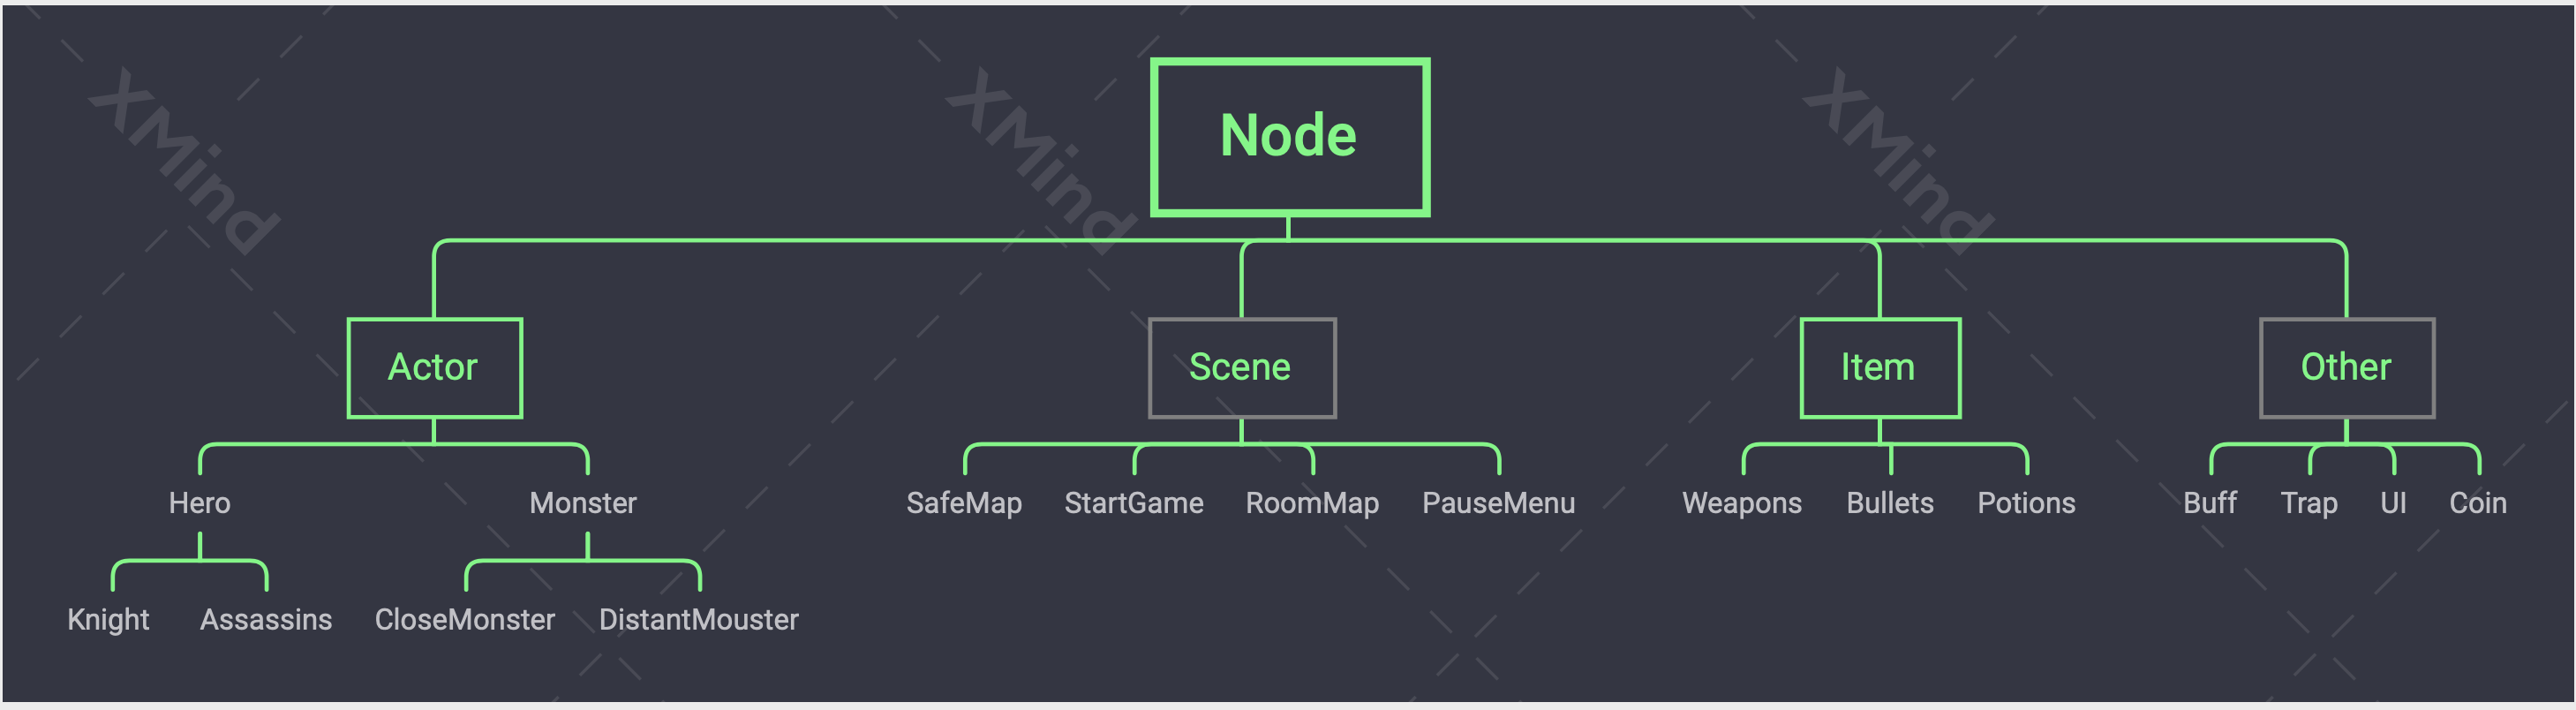 XMind
XMind
XMind
Node
Actor
Scene
Item
Other
Hero
Monster
SafeMap
StartGame
RoomMap
PauseMenu
Weapons
Bullets
Potions
Buff
Trap
UI
Coin
Knight
Assassins
CloseMonster
DistantMouster